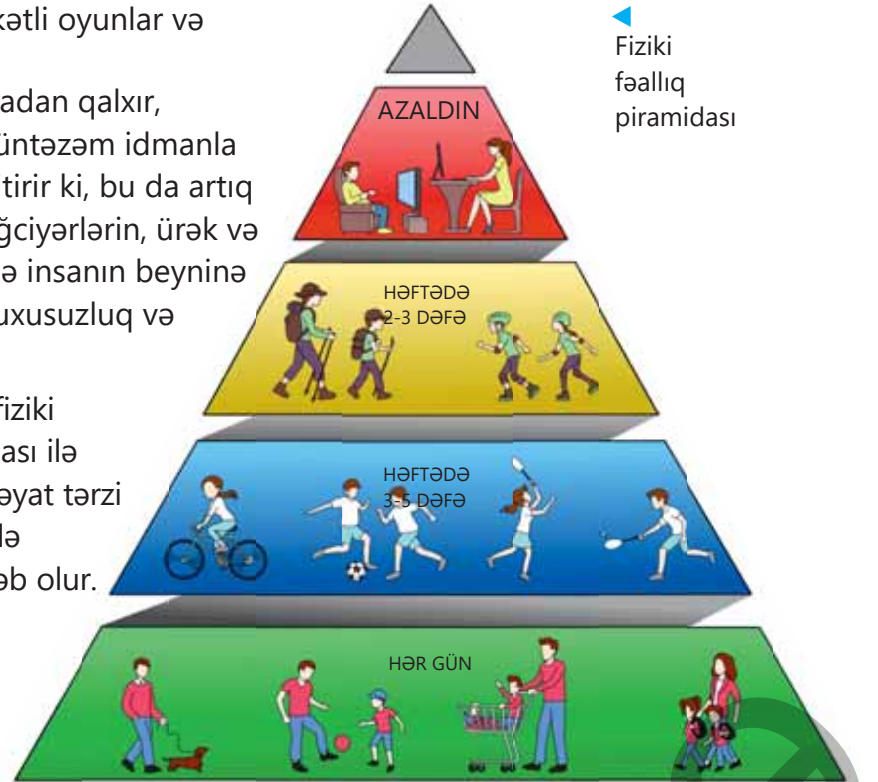 kətli oyunlar və
adan qalxır,
üntəzəm idmanla
tirir ki, bu da artıq
ğciyərlərin, ürək və
ə insanın beyninə
uxusuzluq və
fiziki
ası ilə
əyat tərzi
lə
əb olur.
Fiziki
fəallıq
piramidası
AZALDIN
HƏFTƏDƏ
2-3 DƏFƏ
HƏFTƏDƏ
3-5 DƏFƏ
HƏR GÜN